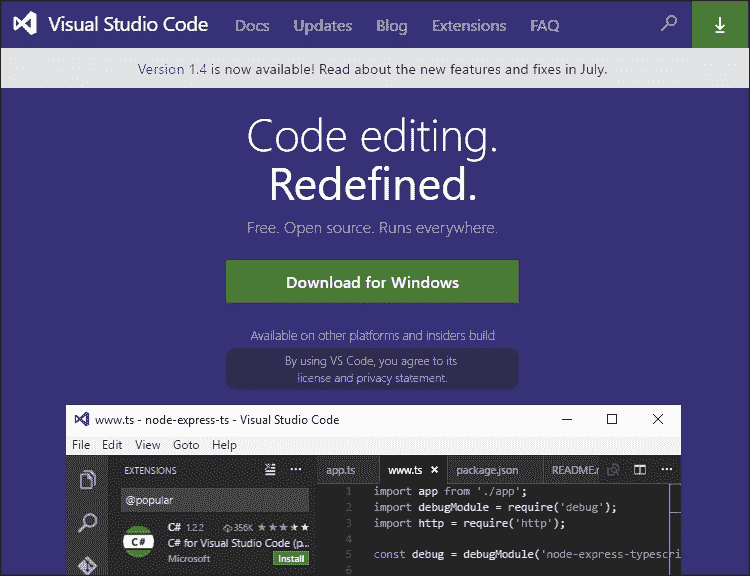 Visual Studio Code Docs Updates Blog Extensions FAQ
Version 1.4 is now available! Read about the new features and fixes in July.
Code editing.
Redefined.
Free. Open source. Runs everywhere.
Download for Windows
Available on other platforms and insiders build
By using VS Code, you agree to its
license and privacy statement.
www.ts - node-express-ts - Visual Studio Code
File Edit View Goto Help
EXTENSIONS ··· app.ts www.ts × package.json README.r ···
@popular
C# 1.2.2 356K ★★★★★
C# for Visual Studio Code (p...
Microsoft Install
C#
1 import app from './app';
2 import debugModule = require('debug');
3 import http = require('http');
4
5 const debug = debugModule('node-express-typescri
6